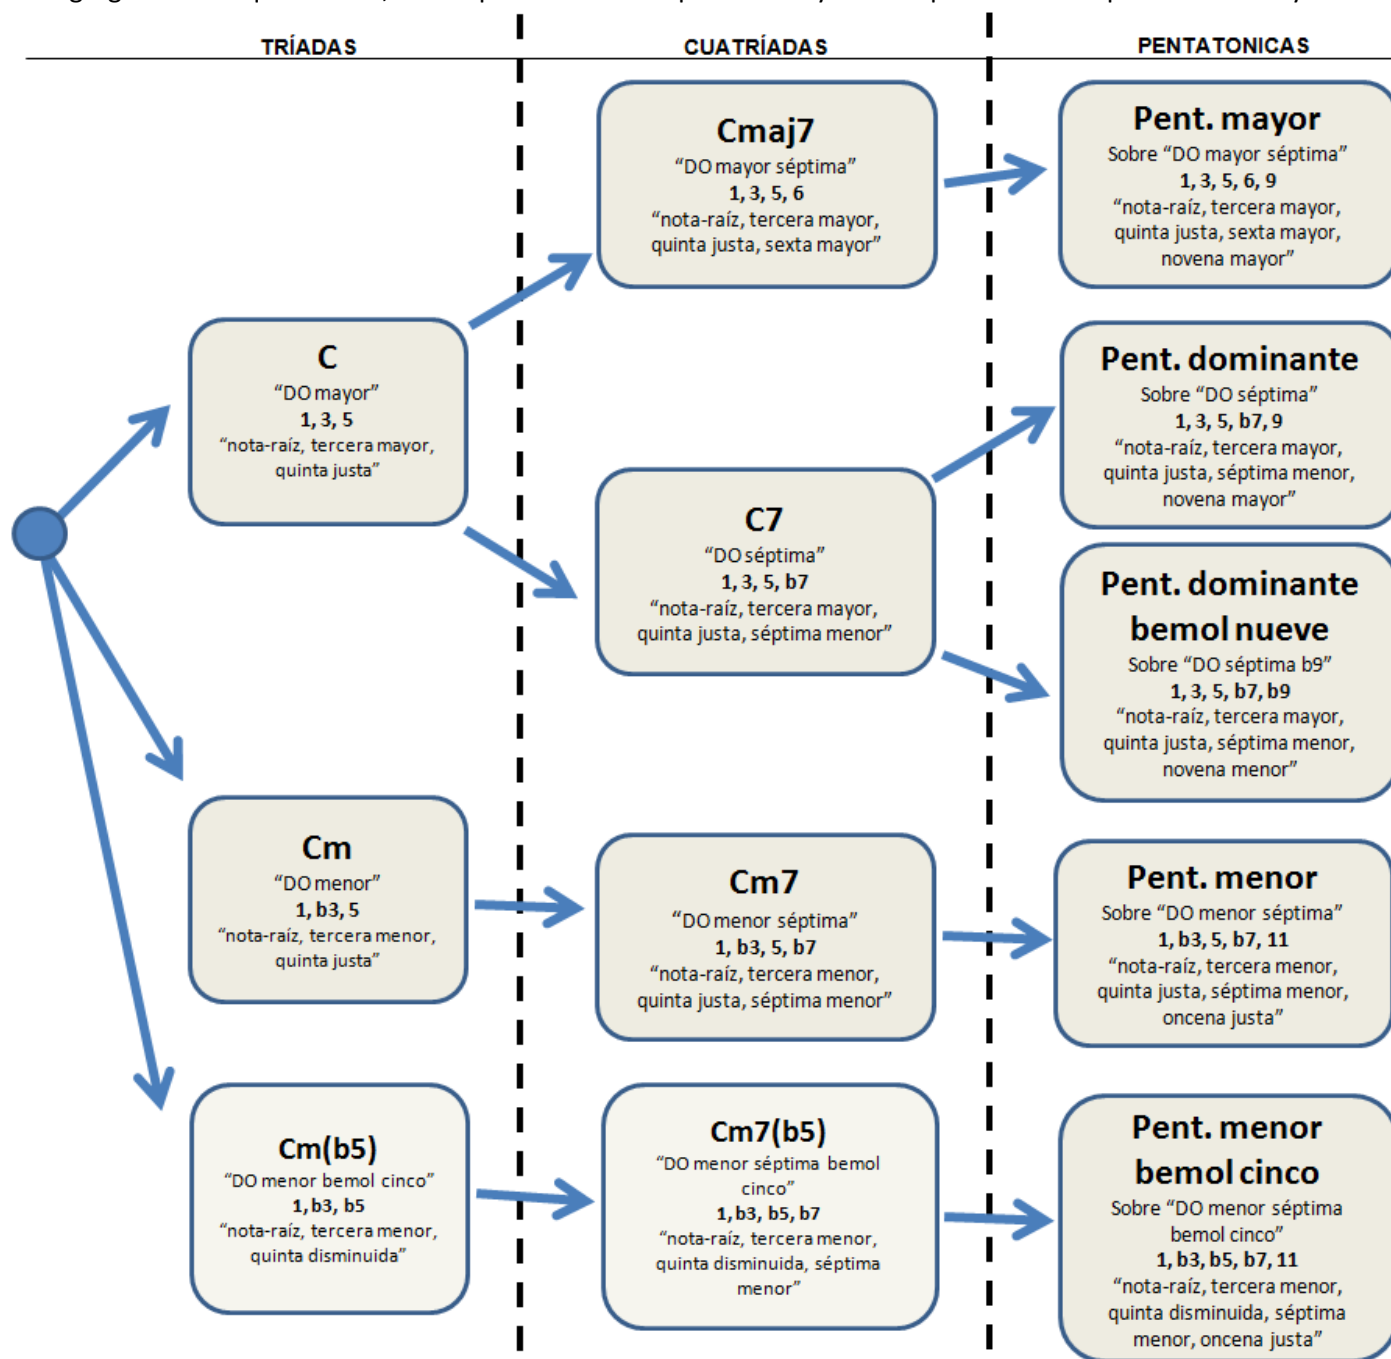 TRÍADAS
CUATRÍADAS
PENTATONICAS
C
“DO mayor”
1, 3, 5
“nota-raíz, tercera mayor,
quinta justa”
Cm
“DO menor”
1, b3, 5
“nota-raíz, tercera menor,
quinta justa”
Cm(b5)
“DO menor bemol cinco”
1, b3, b5
“nota-raíz, tercera menor,
quinta disminuida”
Cmaj7
“DO mayor séptima”
1, 3, 5, 6
“nota-raíz, tercera mayor,
quinta justa, sexta mayor”
C7
“DO séptima”
1, 3, 5, b7
“nota-raíz, tercera mayor,
quinta justa, séptima menor”
Cm7
“DO menor séptima”
1, b3, 5, b7
“nota-raíz, tercera menor,
quinta justa, séptima menor”
Cm7(b5)
“DO menor séptima bemol
cinco”
1, b3, b5, b7
“nota-raíz, tercera menor,
quinta disminuida, séptima
menor”
Pent. mayor
Sobre “DO mayor séptima”
1, 3, 5, 6, 9
“nota-raíz, tercera mayor,
quinta justa, sexta mayor,
novena mayor”
Pent. dominante
Sobre “DO séptima”
1, 3, 5, b7, 9
“nota-raíz, tercera mayor,
quinta justa, séptima menor,
novena mayor”
Pent. dominante
bemol nueve
Sobre “DO séptima b9”
1, 3, 5, b7, b9
“nota-raíz, tercera mayor,
quinta justa, séptima menor,
novena menor”
Pent. menor
Sobre “DO menor séptima”
1, b3, 5, b7, 11
“nota-raíz, tercera menor,
quinta justa, séptima menor,
oncena justa”
Pent. menor
bemol cinco
Sobre “DO menor séptima
bemol cinco”
1, b3, b5, b7, 11
“nota-raíz, tercera menor,
quinta disminuida, séptima
menor, oncena justa”